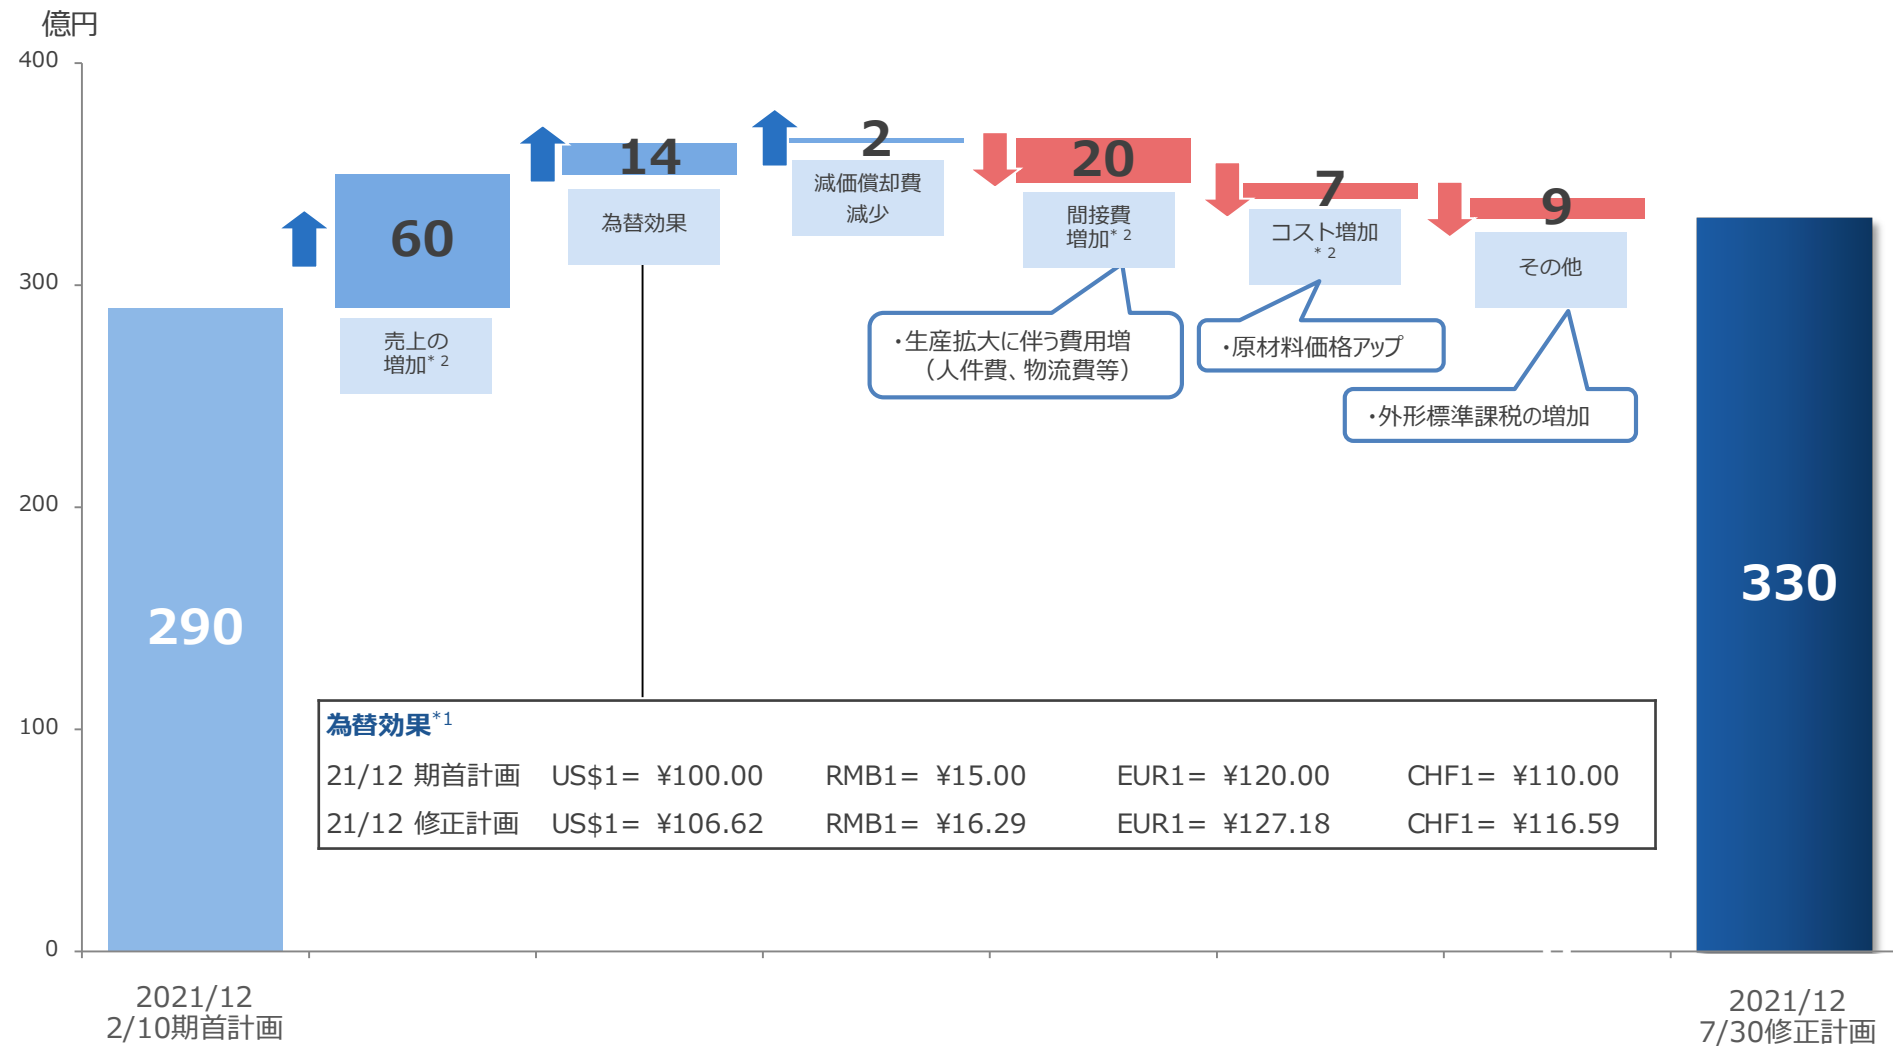 億円
400
300
200
100
0
290
60
売上の
増加*2
14
為替効果
2
減価償却費
減少
20
間接費
増加*2
・生産拡大に伴う費用増
（人件費、物流費等）
7
コスト増加
*2
・原材料価格アップ
9
その他
・外形標準課税の増加
330
為替効果*1
21/12 期首計画 US$1= ¥100.00 RMB1= ¥15.00 EUR1= ¥120.00 CHF1= ¥110.00
21/12 修正計画 US$1= ¥106.62 RMB1= ¥16.29 EUR1= ¥127.18 CHF1= ¥116.59
2021/12
2/10期首計画
2021/12
7/30修正計画